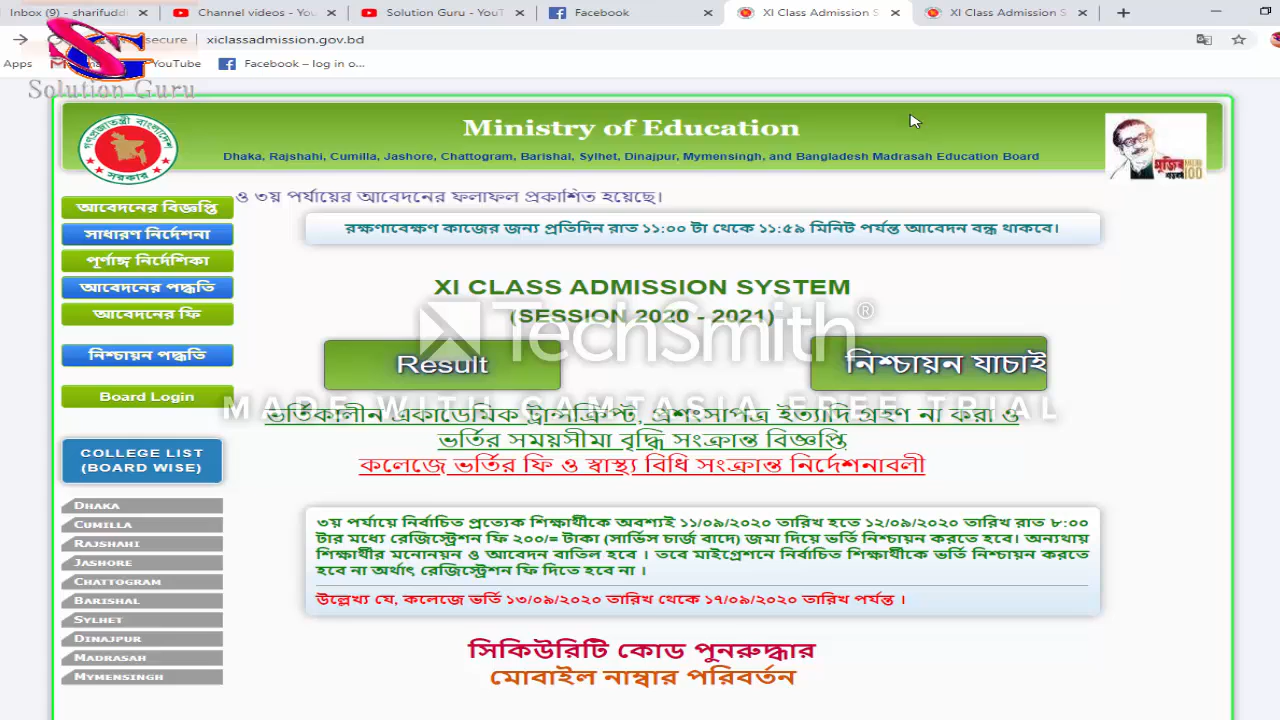 Inbox (9) - sharifuddi
Channel videos - You
Solution Guru - YouT
Facebook
XI Class Admission S
XI Class Admission S
secure
xiclassadmission.gov.bd
Apps
YouTube
Facebook – log in o...
Solution Guru
Ministry of Education
Dhaka, Rajshahi, Cumilla, Jashore, Chattogram, Barishal, Sylhet, Dinajpur, Mymensingh, and Bangladesh Madrasah Education Board
গণপ্রজাতন্ত্রী বাংলাদেশ
সরকার
মুজিব
100
ও ৩য় পর্যায়ের আবেদনের ফলাফল প্রকাশিত হয়েছে।
রক্ষণাবেক্ষণ কাজের জন্য প্রতিদিন রাত ১১:০০ টা থেকে ১১:৫৯ মিনিট পর্যন্ত আবেদন বন্ধ থাকবে।
আবেদনের বিজ্ঞপ্তি
সাধারণ নির্দেশনা
পূর্ণাঙ্গ নির্দেশিকা
আবেদনের পদ্ধতি
আবেদনের ফি
নিশ্চায়ন পদ্ধতি
Board Login
COLLEGE LIST
(BOARD WISE)
DHAKA
CUMILLA
RAJSHAHI
JASHORE
CHATTOGRAM
BARISHAL
SYLHET
DINAJPUR
MADRASAH
MYMENSINGH
XI CLASS ADMISSION SYSTEM
(SESSION 2020 - 2021)
TechSmith®
Result
নিশ্চায়ন যাচাই
MADE WITH CAMTASIA FREE TRIAL
ভর্তিকালীন একাডেমিক ট্রান্সক্রিপ্ট, প্রশংসাপত্র ইত্যাদি গ্রহণ না করা ও
ভর্তির সময়সীমা বৃদ্ধি সংক্রান্ত বিজ্ঞপ্তি
কলেজে ভর্তির ফি ও স্বাস্থ্য বিধি সংক্রান্ত নির্দেশনাবলী
৩য় পর্যায়ে নির্বাচিত প্রত্যেক শিক্ষার্থীকে অবশ্যই ১১/০৯/২০২০ তারিখ হতে ১২/০৯/২০২০ তারিখ রাত ৮:০০
টার মধ্যে রেজিস্ট্রেশন ফি ২০০/= টাকা (সার্ভিস চার্জ বাদে) জমা দিয়ে ভর্তি নিশ্চায়ন করতে হবে। অন্যথায়
শিক্ষার্থীর মনোনয়ন ও আবেদন বাতিল হবে । তবে মাইগ্রেশনে নির্বাচিত শিক্ষার্থীকে ভর্তি নিশ্চায়ন করতে
হবে না অর্থাৎ রেজিস্ট্রেশন ফি দিতে হবে না ।
উল্লেখ্য যে, কলেজে ভর্তি ১৩/০৯/২০২০ তারিখ থেকে ১৭/০৯/২০২০ তারিখ পর্যন্ত ।
সিকিউরিটি কোড পুনরুদ্ধার
মোবাইল নাম্বার পরিবর্তন